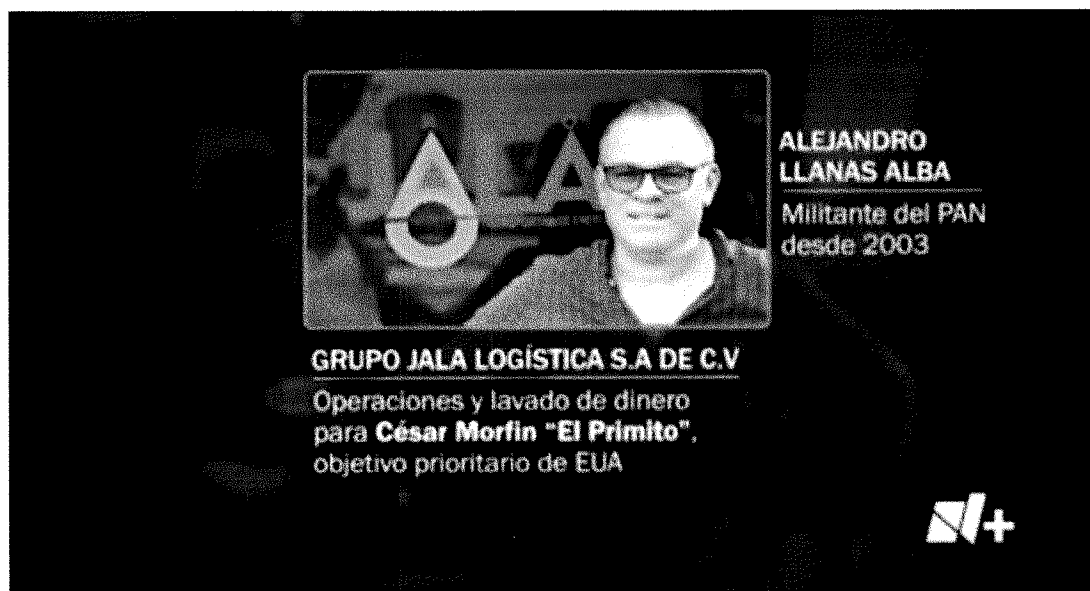 ALEJANDRO
LLANAS ALBA
Militante del PAN
desde 2003
GRUPO JALA LOGÍSTICA S.A DE C.V
Operaciones y lavado de dinero
para César Morfin "El Primito",
objetivo prioritario de EUA
N+